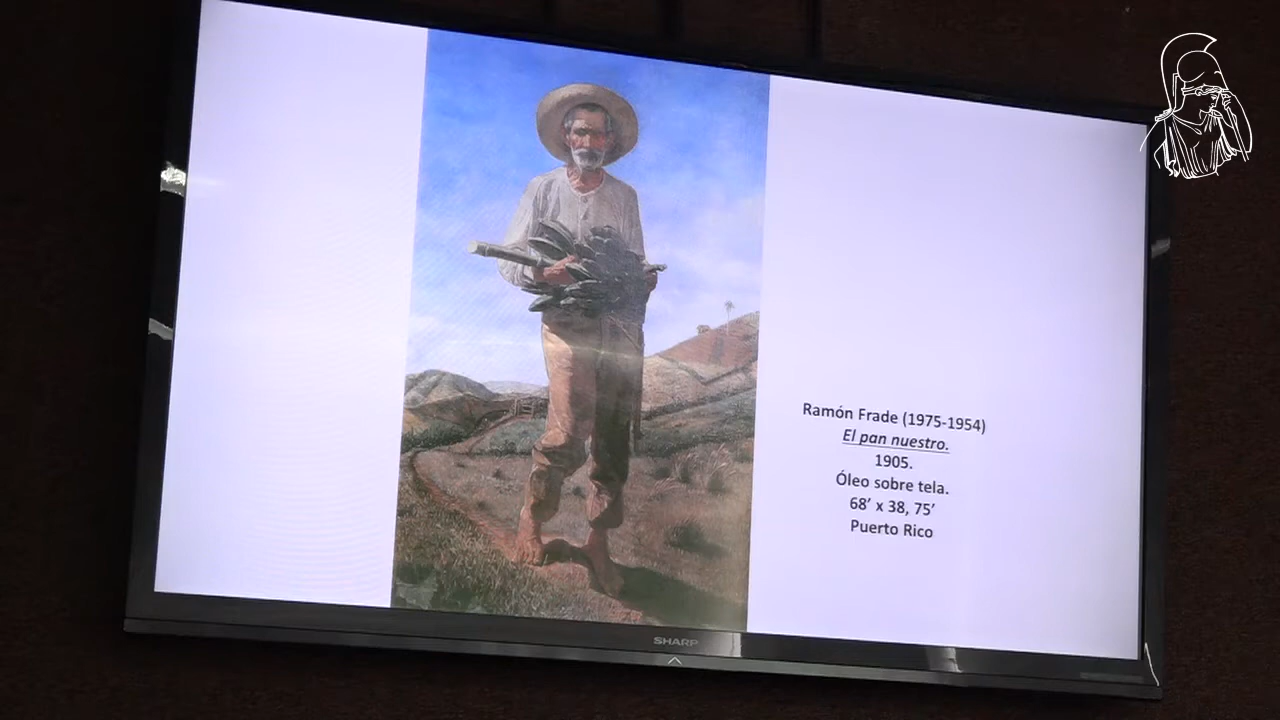 Ramón Frade (1975-1954)
El pan nuestro.
1905.
Óleo sobre tela.
68’ x 38, 75’
Puerto Rico
SHARP